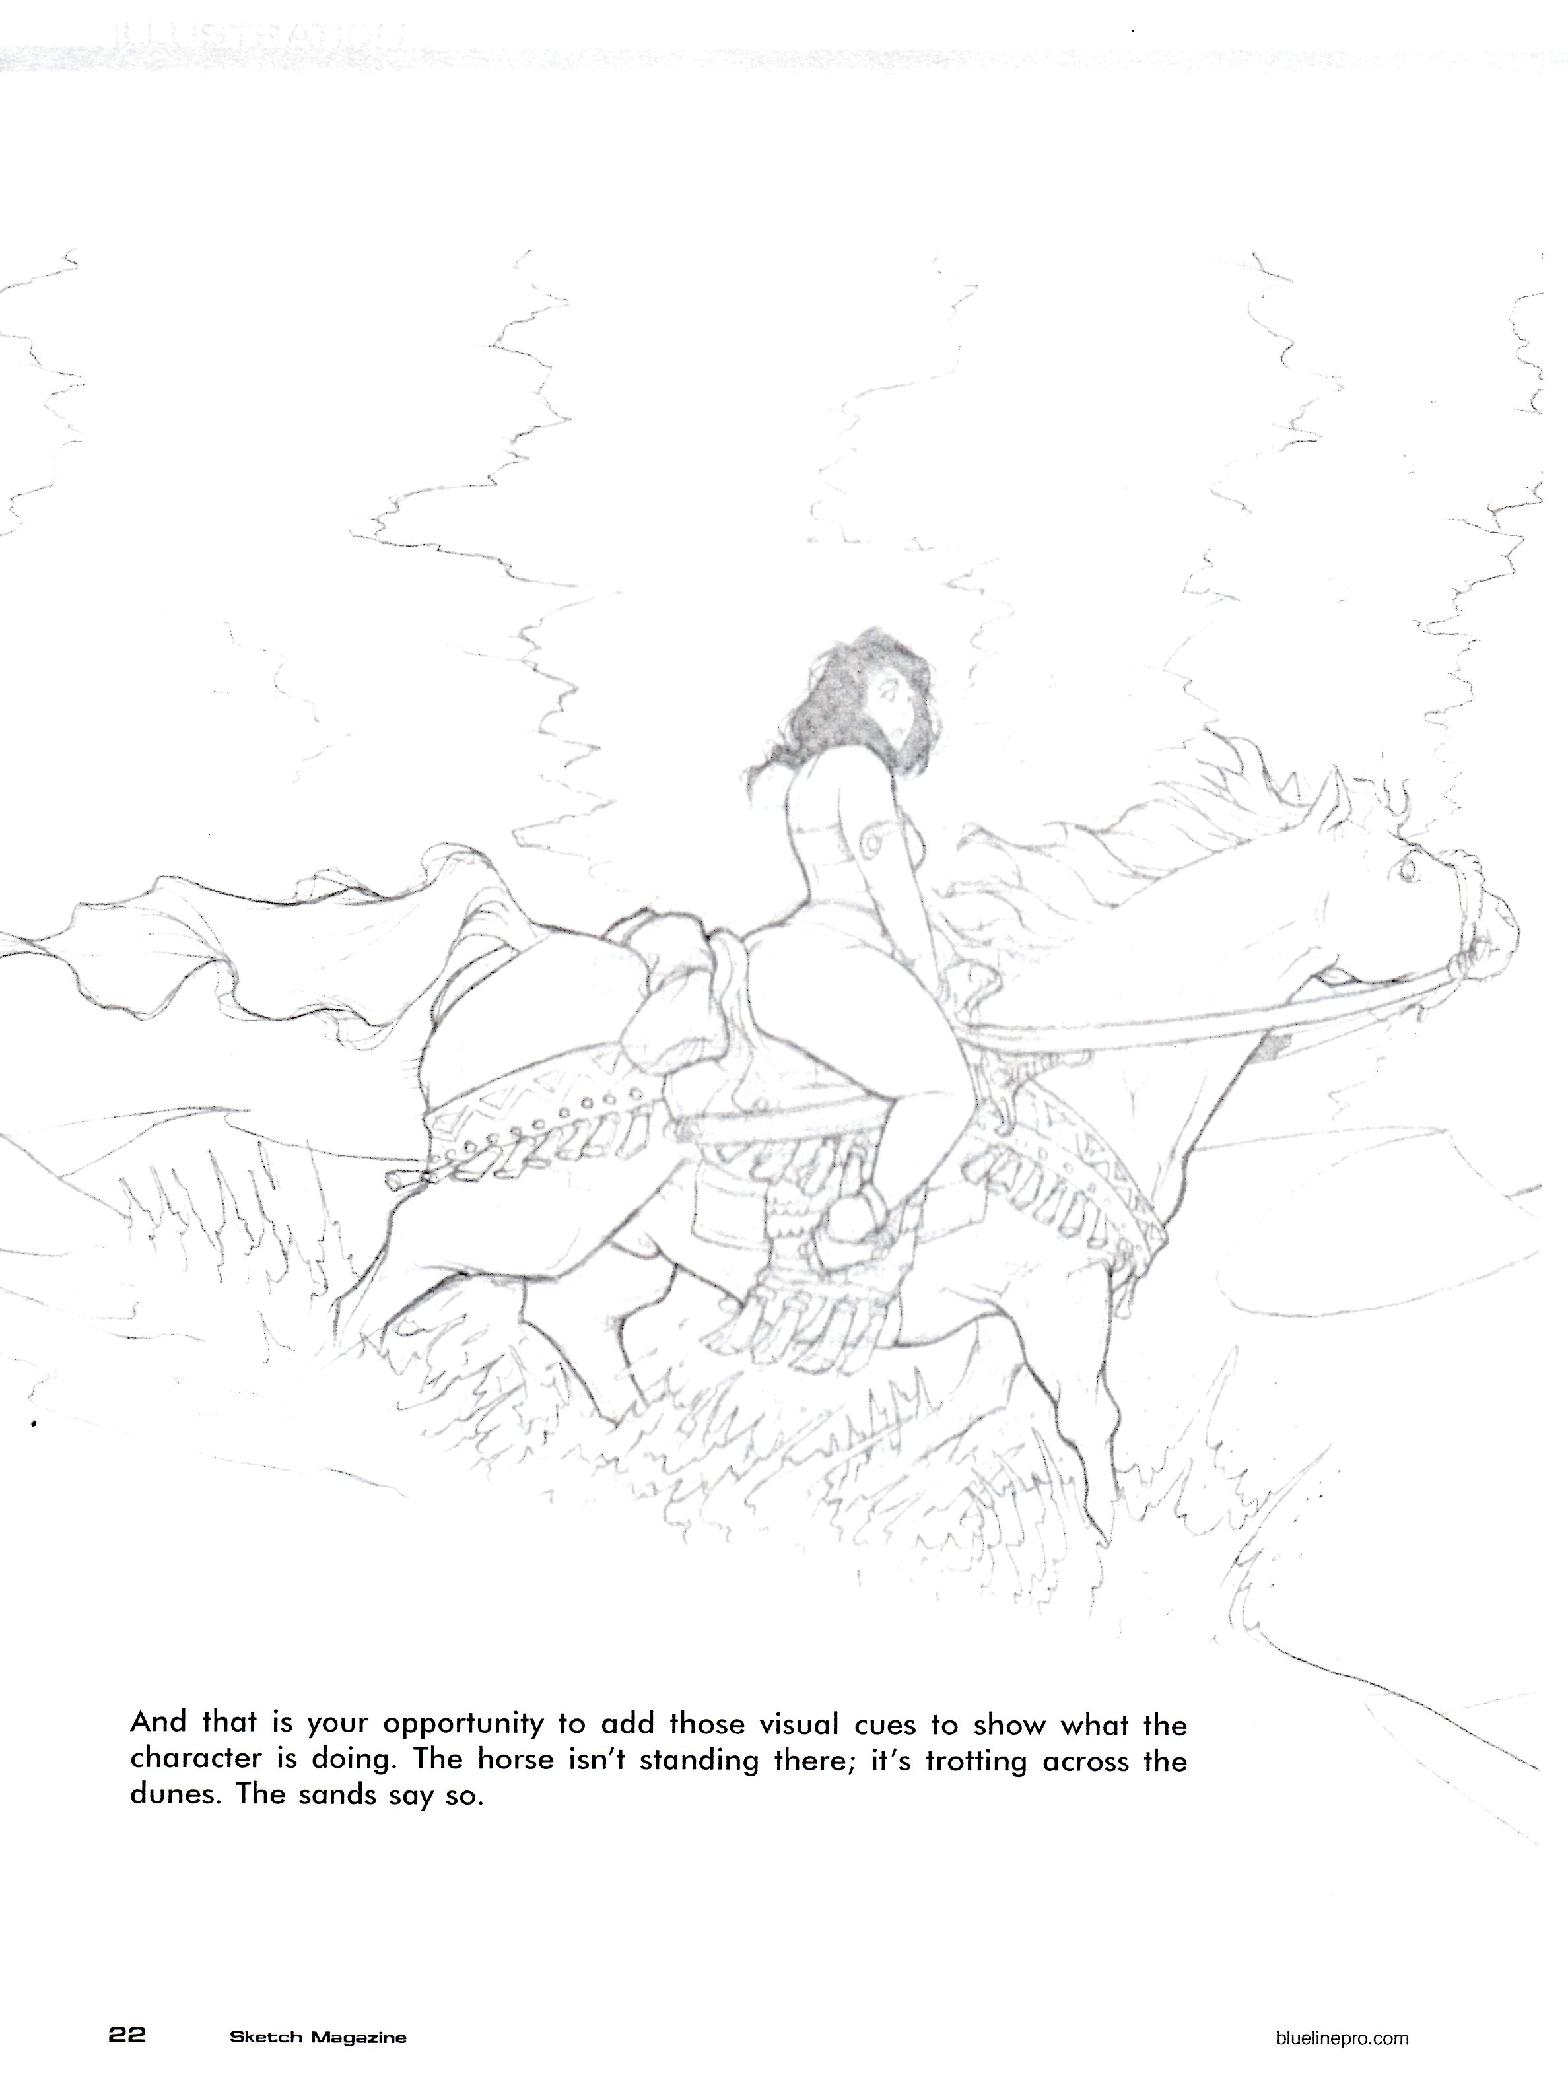 And that is your opportunity to add those visual cues to show what the
character is doing. The horse isn't standing there; it's trotting across the
dunes. The sands say so.
22 Sketch Magazine bluelinepro.com